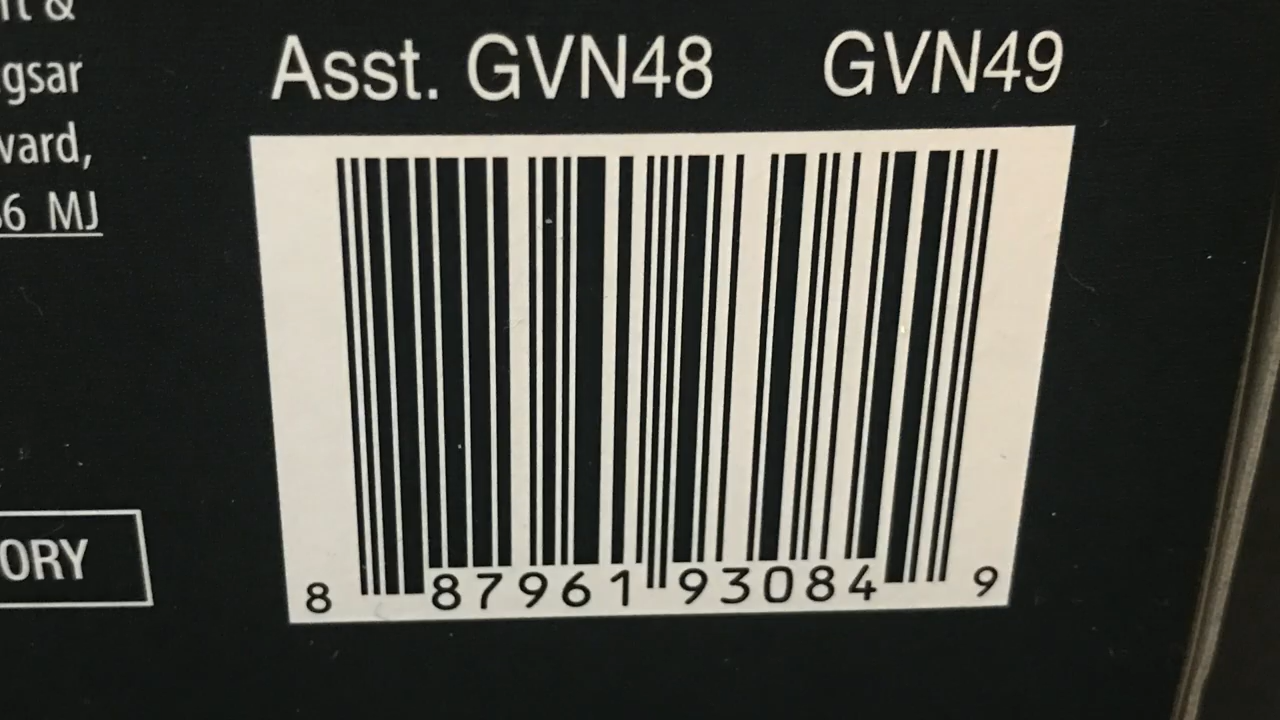 &
gsar
vard,
6 MJ
ORY
Asst. GVN48 GVN49
8 87961 93084 9